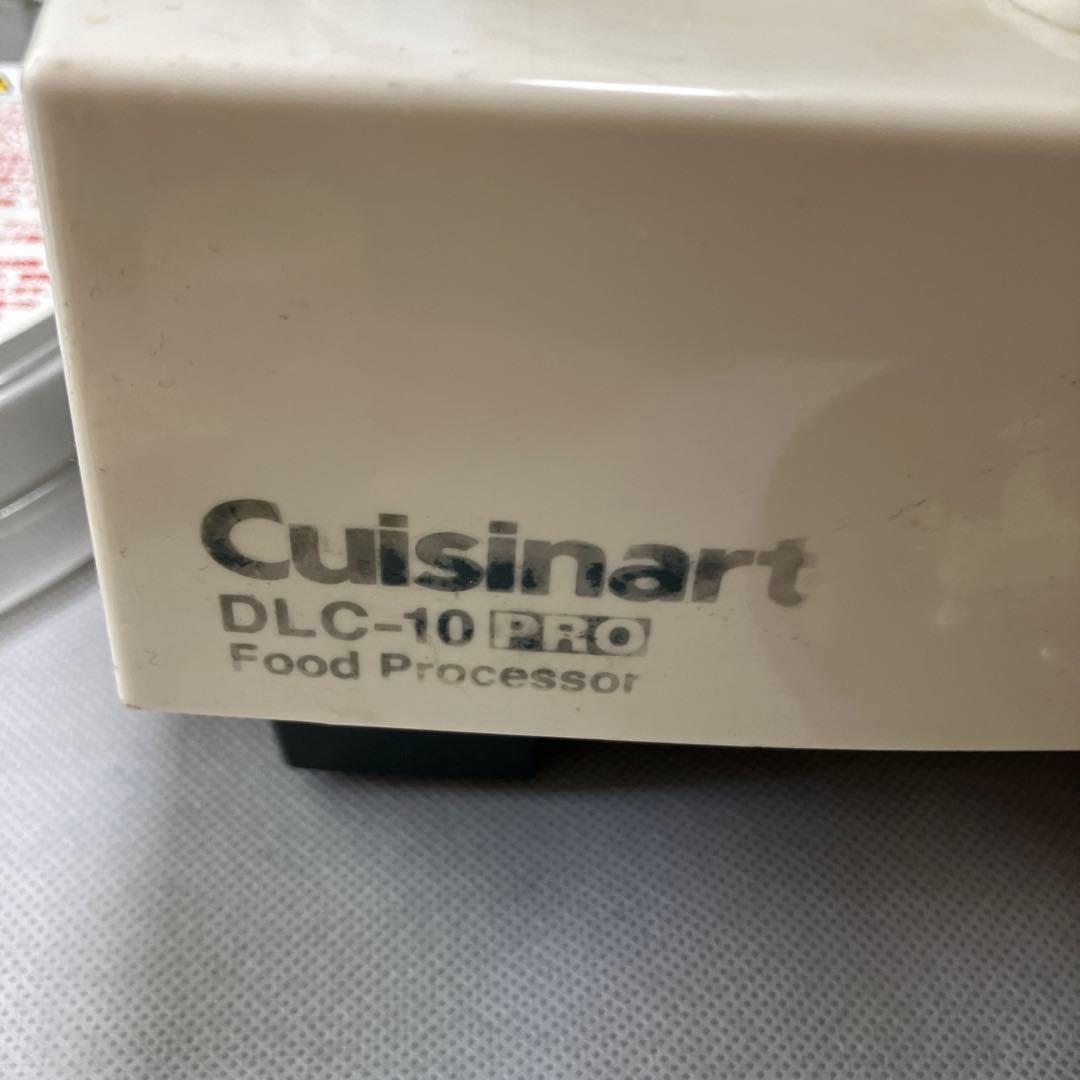 Cuisinart
DLC-10 PRO
Food Processor